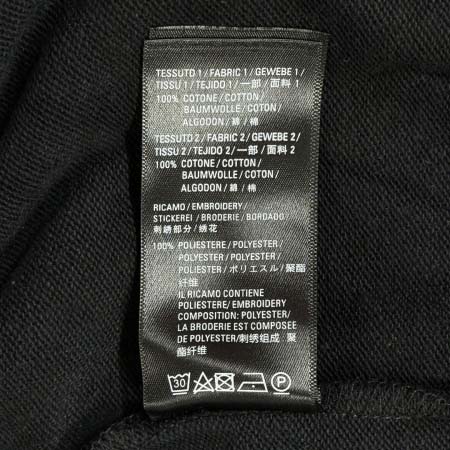 TESSUTO 1 / FABRIC 1 / GEWEBE 1 /
TISSU 1 / TEJIDO 1 / 一部 / 面料 1
100% COTONE / COTTON /
BAUMWOLLE / COTON /
ALGODON / 綿 / 棉
TESSUTO 2 / FABRIC 2 / GEWEBE 2 /
TISSU 2 / TEJIDO 2 / 一部 / 面料 2
100% COTONE / COTTON /
BAUMWOLLE / COTON /
ALGODON / 綿 / 棉
RICAMO / EMBROIDERY /
STICKEREI / BRODERIE / BORDADO
刺繍部分 / 绣花
100% POLIESTERE / POLYESTER /
POLYESTER / POLYESTER /
POLIESTER / ポリエステル / 聚酯
纤维
IL RICAMO CONTIENE
POLIESTERE / EMBROIDERY
COMPOSITION: POLYESTER /
LA BRODERIE EST COMPOSEE
DE POLYESTER / 刺绣组成: 聚
酯纤维
30 P